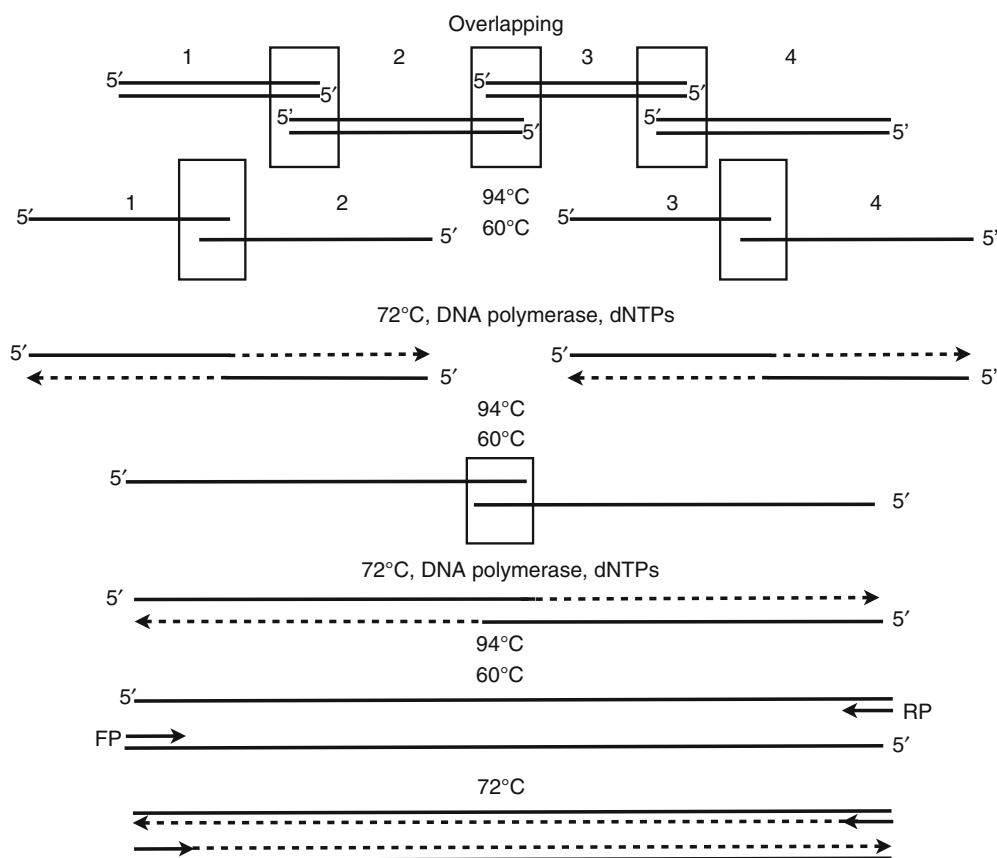 Overlapping
1 2 3 4
5′ 5′ 5′ 5′
5′ 5′ 5′ 5'
94°C
1 2 3 4
5′ 5′ 5′ 5'
60°C
72°C, DNA polymerase, dNTPs
5′ 5′
5′ 5'
94°C
60°C
5′ 5′
72°C, DNA polymerase, dNTPs
5′
5′
94°C
60°C
5′
RP
FP
5′
72°C